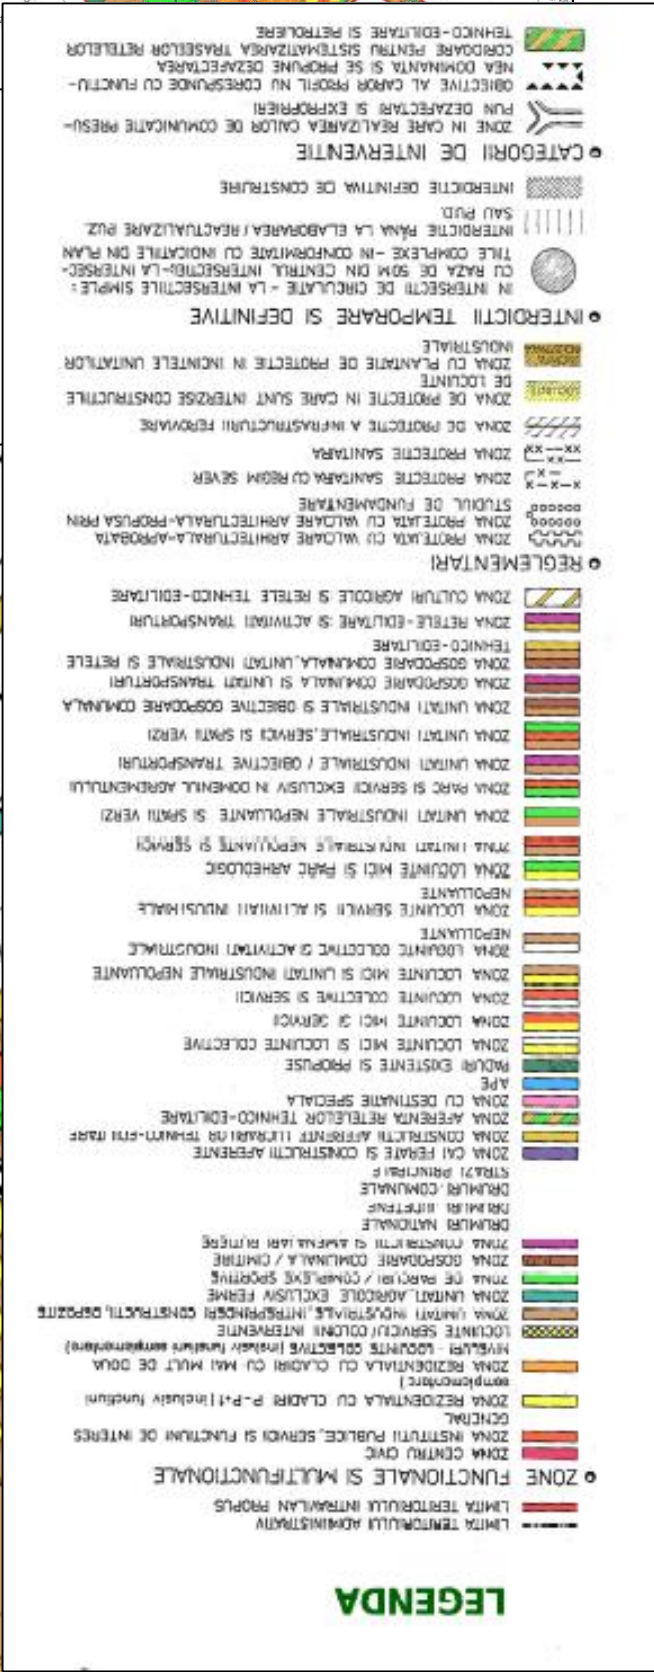 LEGENDA
LIMITA TERITORIULUI ADMINISTRATIV
LIMITA TERITORIULUI INTRAVILAN PROPUS
• ZONE FUNCTIONALE SI MULTIFUNCTIONALE
ZONA CENTRU CIVIC
ZONA INSTITUTII PUBLICE, SERVICII SI FUNCTIUNI DE INTERES
GENERAL
ZONA REZIDENTIALA CU CLADIRI P-P+1 (inclusiv functiuni
complementare)
ZONA REZIDENTIALA CU CLADIRI CU MAI MULT DE DOUA
NIVELURI - LOCUINTE COLECTIVE (inclusiv functiuni complementare)
LOCUINTE SERVICIU/ COLONII INTERVENTIE
ZONA UNITATI INDUSTRIALE, INTREPRINDERI CONSTRUCTII, DEPOZITE
ZONA UNITATI AGRICOLE EXCLUSIV FERME
ZONA DE PARCURI / COMPLEXE SPORTIVE
ZONA GOSPODARIE COMUNALA / CIMITIRE
ZONA CONSTRUCTII SI AMENAJARI RUTIERE
DRUMURI NATIONALE
DRUMURI JUDETENE
DRUMURI COMUNALE
STRAZI PRINCIPALE
ZONA CAI FERATE SI CONSTRUCTII AFERENTE
ZONA CONSTRUCTII AFERENTE LUCRARILOR TEHNICO-EDILITARE
ZONA AFERENTA RETELELOR TEHNICO-EDILITARE
ZONA CU DESTINATIE SPECIALA
APE
PADURI EXISTENTE SI PROPUSE
ZONA LOCUINTE MICI SI LOCUINTE COLECTIVE
ZONA LOCUINTE MICI SI SERVICII
ZONA LOCUINTE COLECTIVE SI SERVICII
ZONA LOCUINTE MICI SI UNITATI INDUSTRIALE NEPOLUANTE
ZONA LOCUINTE COLECTIVE SI ACTIVITATI INDUSTRIALE
NEPOLUANTE
ZONA LOCUINTE SERVICII SI ACTIVITATI INDUSTRIALE
NEPOLUANTE
ZONA LOCUINTE MICI SI PARC ARHEOLOGIC
ZONA UNITATI INDUSTRIALE NEPOLUANTE SI SERVICII
ZONA UNITATI INDUSTRIALE NEPOLUANTE SI SPATII VERZI
ZONA PARC SI SERVICII EXCLUSIV IN DOMENIUL AGREMENTULUI
ZONA UNITATI INDUSTRIALE / OBIECTIVE TRANSPORTURI
ZONA UNITATI INDUSTRIALE, SERVICII SI SPATII VERZI
ZONA UNITATI INDUSTRIALE SI OBIECTIVE GOSPODARIE COMUNALA
ZONA GOSPODARIE COMUNALA SI UNITATI TRANSPORTURI
ZONA GOSPODARIE COMUNALA, UNITATI INDUSTRIALE SI RETELE
TEHNICO-EDILITARE
ZONA RETELE-EDILITARE SI ACTIVITATI TRANSPORTURI
ZONA CULTURI AGRICOLE SI RETELE TEHNICO-EDILITARE
• REGLEMENTARI
ZONA PROTEJATA CU VALOARE ARHITECTURALA-APROBATA
ZONA PROTEJATA CU VALOARE ARHITECTURALA-PROPUSA PRIN
STUDIUL DE FUNDAMENTARE
ZONA PROTECTIE SANITARA CU REGIM SEVER
ZONA PROTECTIE SANITARA
ZONA DE PROTECTIE A INFRASTRUCTURII FEROVIARE
ZONA DE PROTECTIE IN CARE SUNT INTERZISE CONSTRUCTIILE
DE LOCUINTE
ZONA CU PLANTATIE DE PROTECTIE IN INCINTELE UNITATILOR
INDUSTRIALE
• INTERDICTII TEMPORARE SI DEFINITIVE
IN INTERSECTII DE CIRCULATIE - LA INTERSECTIILE SIMPLE :
CU RAZA DE 50M DIN CENTRUL INTERSECTIEI;-LA INTERSEC-
TIILE COMPLEXE -IN CONFORMITATE CU INDICATIILE DIN PLAN
INTERDICTIE PÂNA LA ELABORAREA / REACTUALIZARE P.U.Z.
SAU P.U.D.
INTERDICTIE DEFINITIVA DE CONSTRUIRE
• CATEGORII DE INTERVENTIE
ZONE IN CARE REALIZAREA CAILOR DE COMUNICATIE PRESU-
PUN DEZAFECTARI SI EXPROPRIERI
OBIECTIVE AL CAROR PROFIL NU CORESPUNDE CU FUNCTIU-
NEA DOMINANTA SI SE PROPUNE DEZAFECTAREA
CORIDOARE PENTRU SISTEMATIZAREA TRASEELOR RETELELOR
TEHNICO-EDILITARE SI PETROLIERE